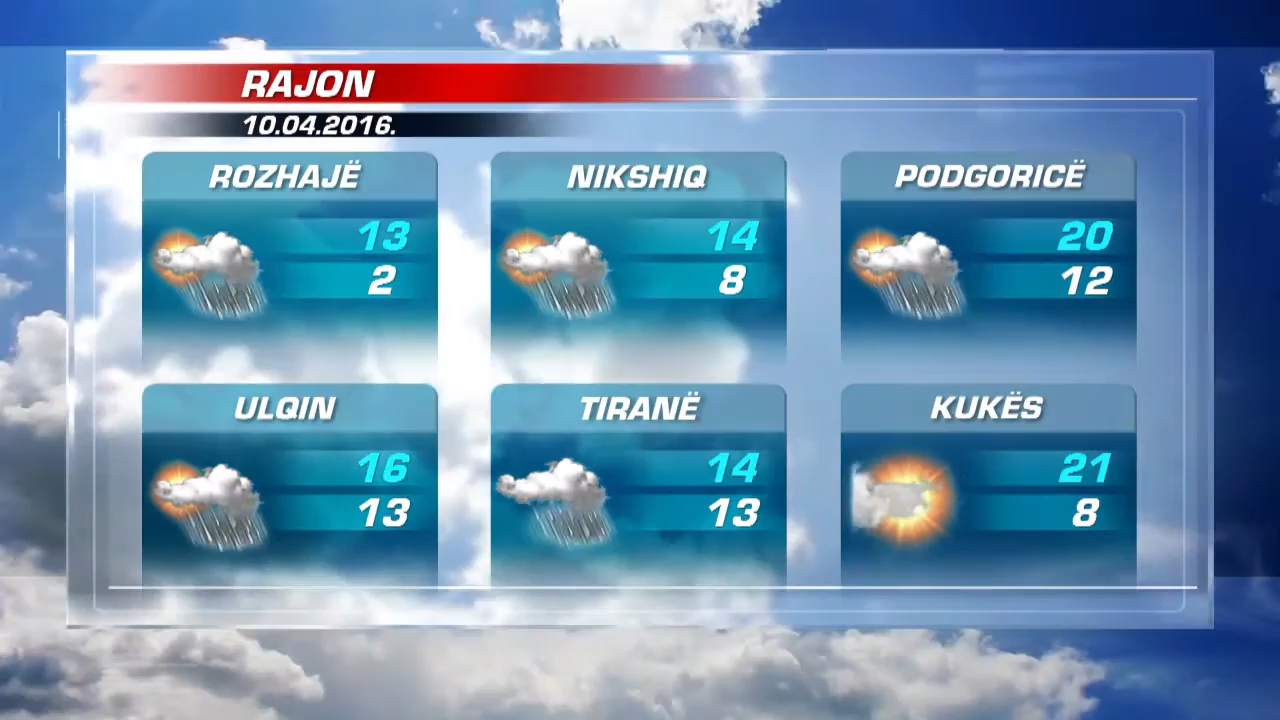 RAJON
10.04.2016.
ROZHAJË
13
2
NIKSHIQ
14
8
PODGORICË
20
12
ULQIN
16
13
TIRANË
14
13
KUKËS
21
8